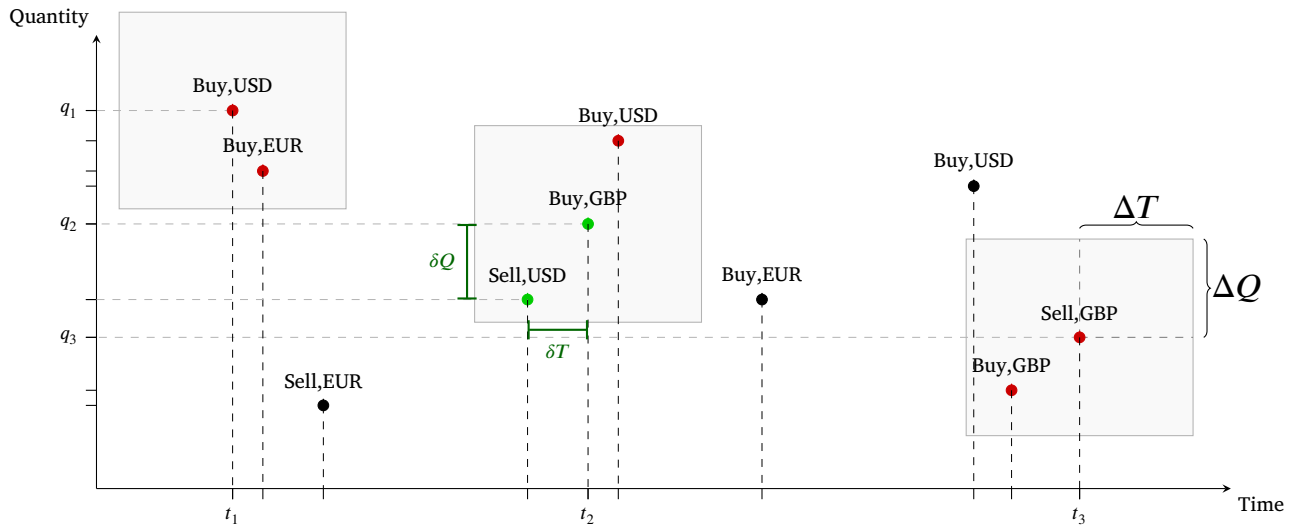 Quantity
Buy,USD
q₁
Buy,USD
Buy,EUR
Buy,USD
Buy,GBP
ΔT
q₂
δQ
Sell,USD
Buy,EUR
ΔQ
Sell,GBP
q₃
δT
Buy,GBP
Sell,EUR
Time
t₁
t₂
t₃